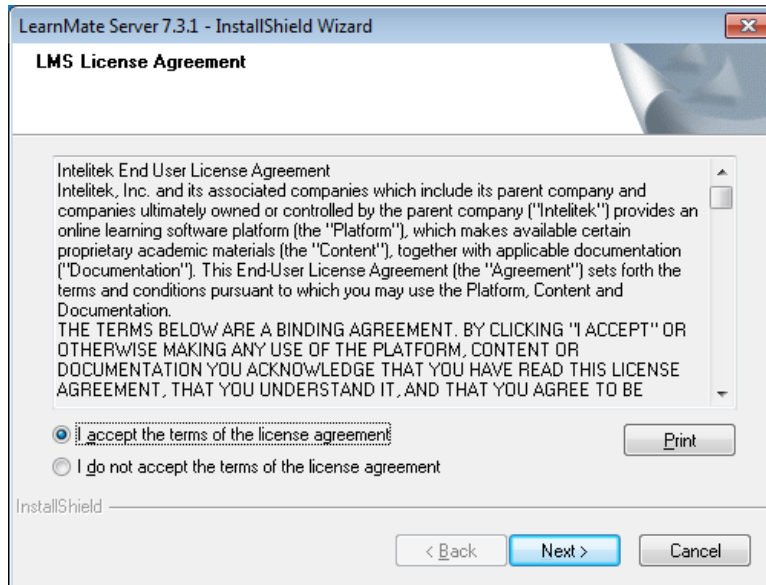 LearnMate Server 7.3.1 - InstallShield Wizard
LMS License Agreement
Intelitek End User License Agreement
Intelitek, Inc. and its associated companies which include its parent company and
companies ultimately owned or controlled by the parent company ("Intelitek") provides an
online learning software platform (the "Platform"), which makes available certain
proprietary academic materials (the "Content"), together with applicable documentation
("Documentation"). This End-User License Agreement (the "Agreement") sets forth the
terms and conditions pursuant to which you may use the Platform, Content and
Documentation.
THE TERMS BELOW ARE A BINDING AGREEMENT. BY CLICKING "I ACCEPT" OR
OTHERWISE MAKING ANY USE OF THE PLATFORM, CONTENT OR
DOCUMENTATION YOU ACKNOWLEDGE THAT YOU HAVE READ THIS LICENSE
AGREEMENT, THAT YOU UNDERSTAND IT, AND THAT YOU AGREE TO BE
I accept the terms of the license agreement
Print
I do not accept the terms of the license agreement
InstallShield
< Back
Next >
Cancel